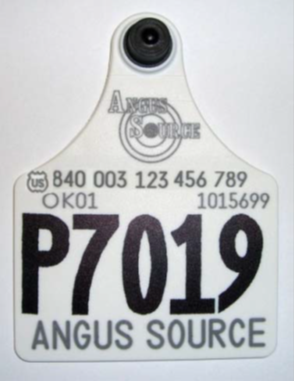 ANGUS
SOURCE
US 840 003 123 456 789
OK01 1015699
P7019
ANGUS SOURCE